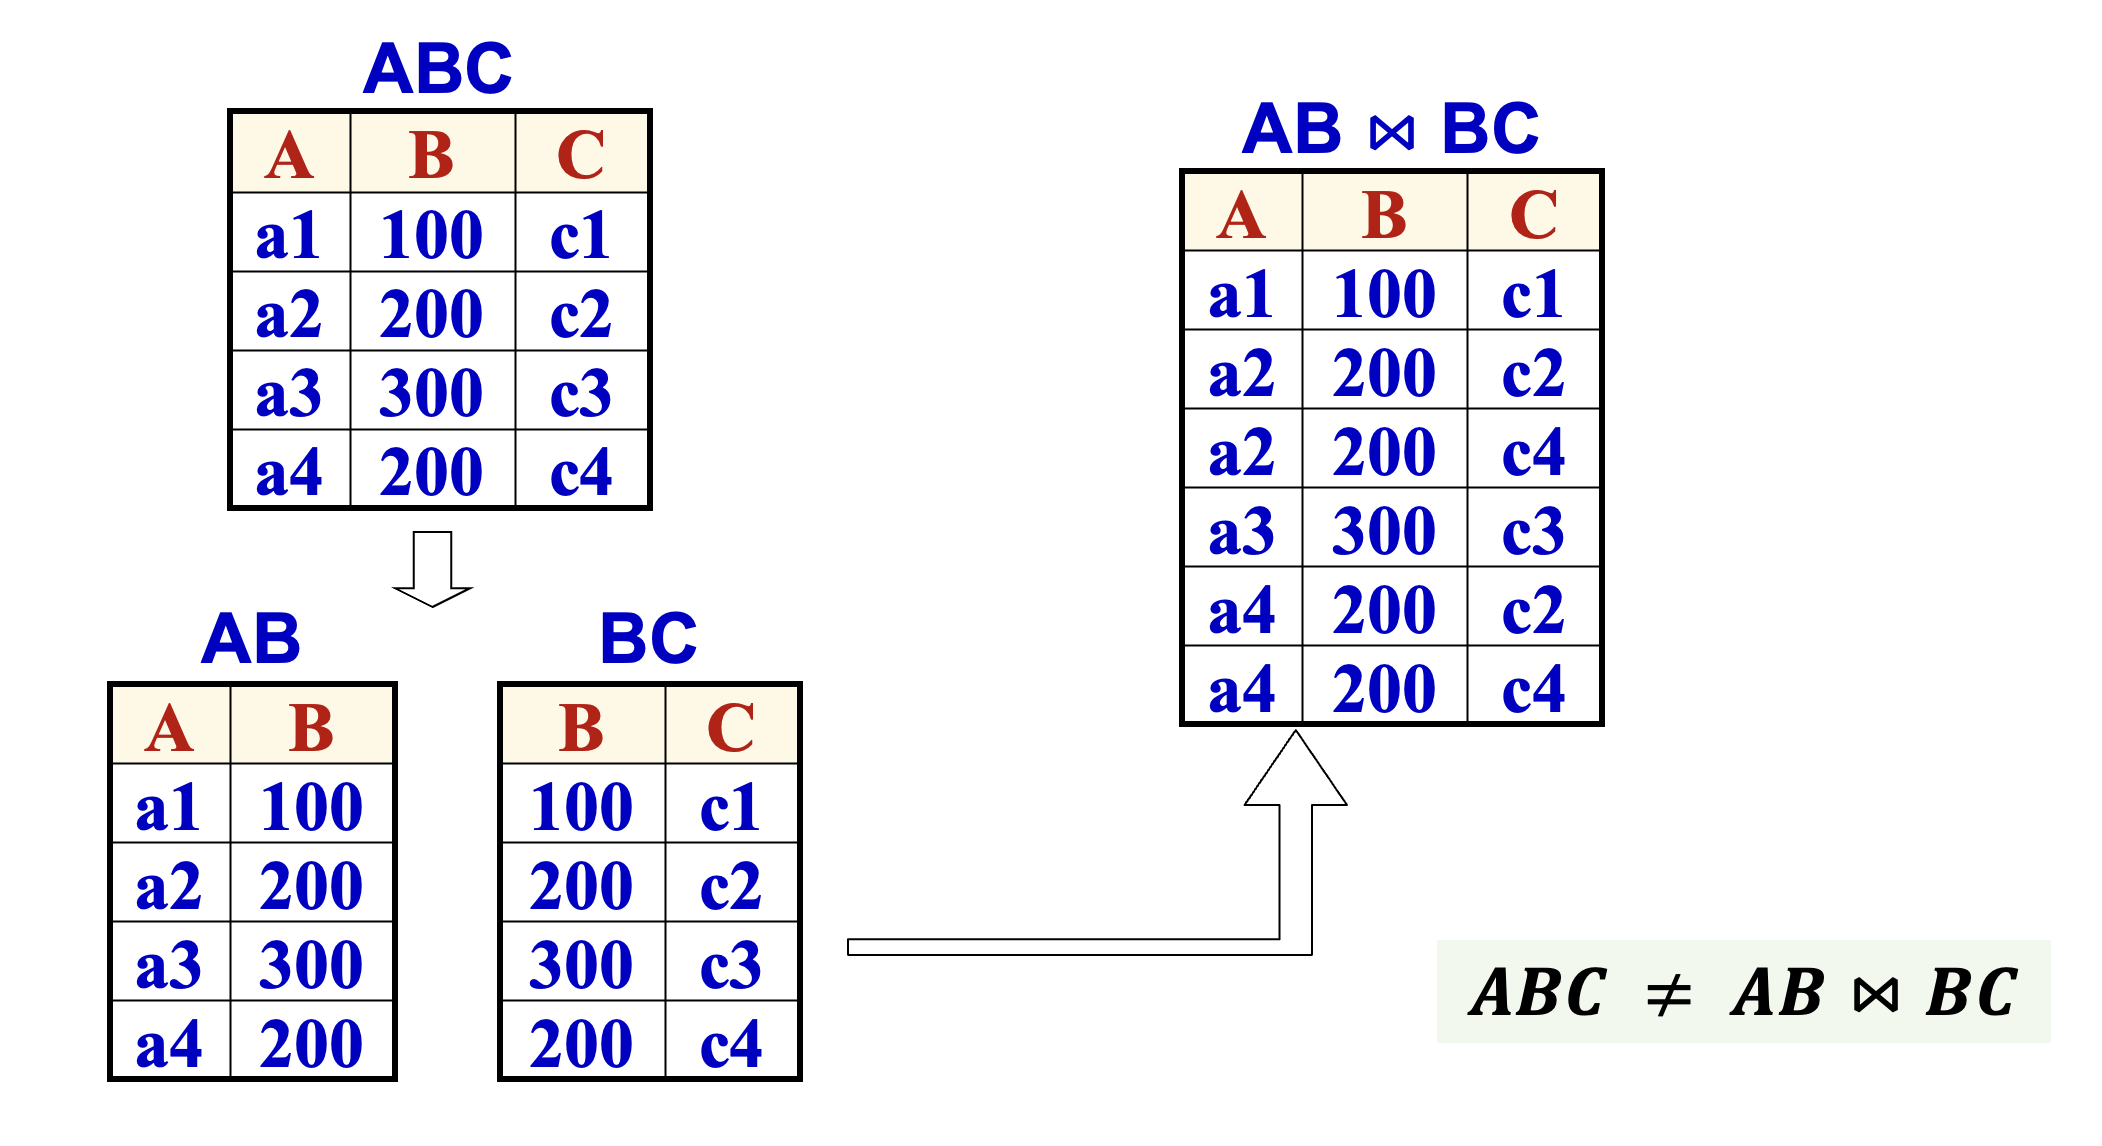 ABC
A B C
a1 100 c1
a2 200 c2
a3 300 c3
a4 200 c4
AB
A B
a1 100
a2 200
a3 300
a4 200
BC
B C
100 c1
200 c2
300 c3
200 c4
AB ⋈ BC
A B C
a1 100 c1
a2 200 c2
a2 200 c4
a3 300 c3
a4 200 c2
a4 200 c4
ABC ≠ AB ⋈ BC